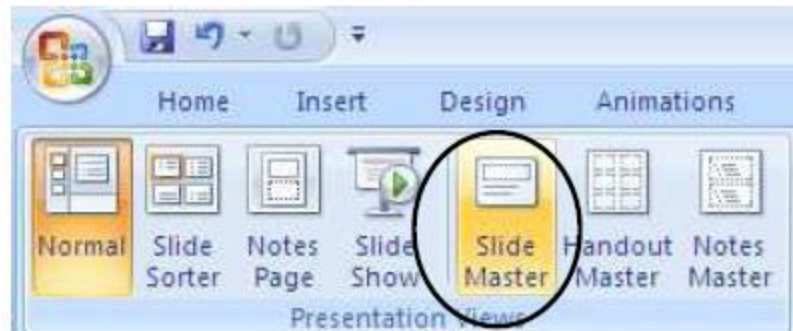 Home Insert Design Animations
Normal Slide Notes Slide Slide Handout Notes
Sorter Page Show Master Master Master
Presentation Views